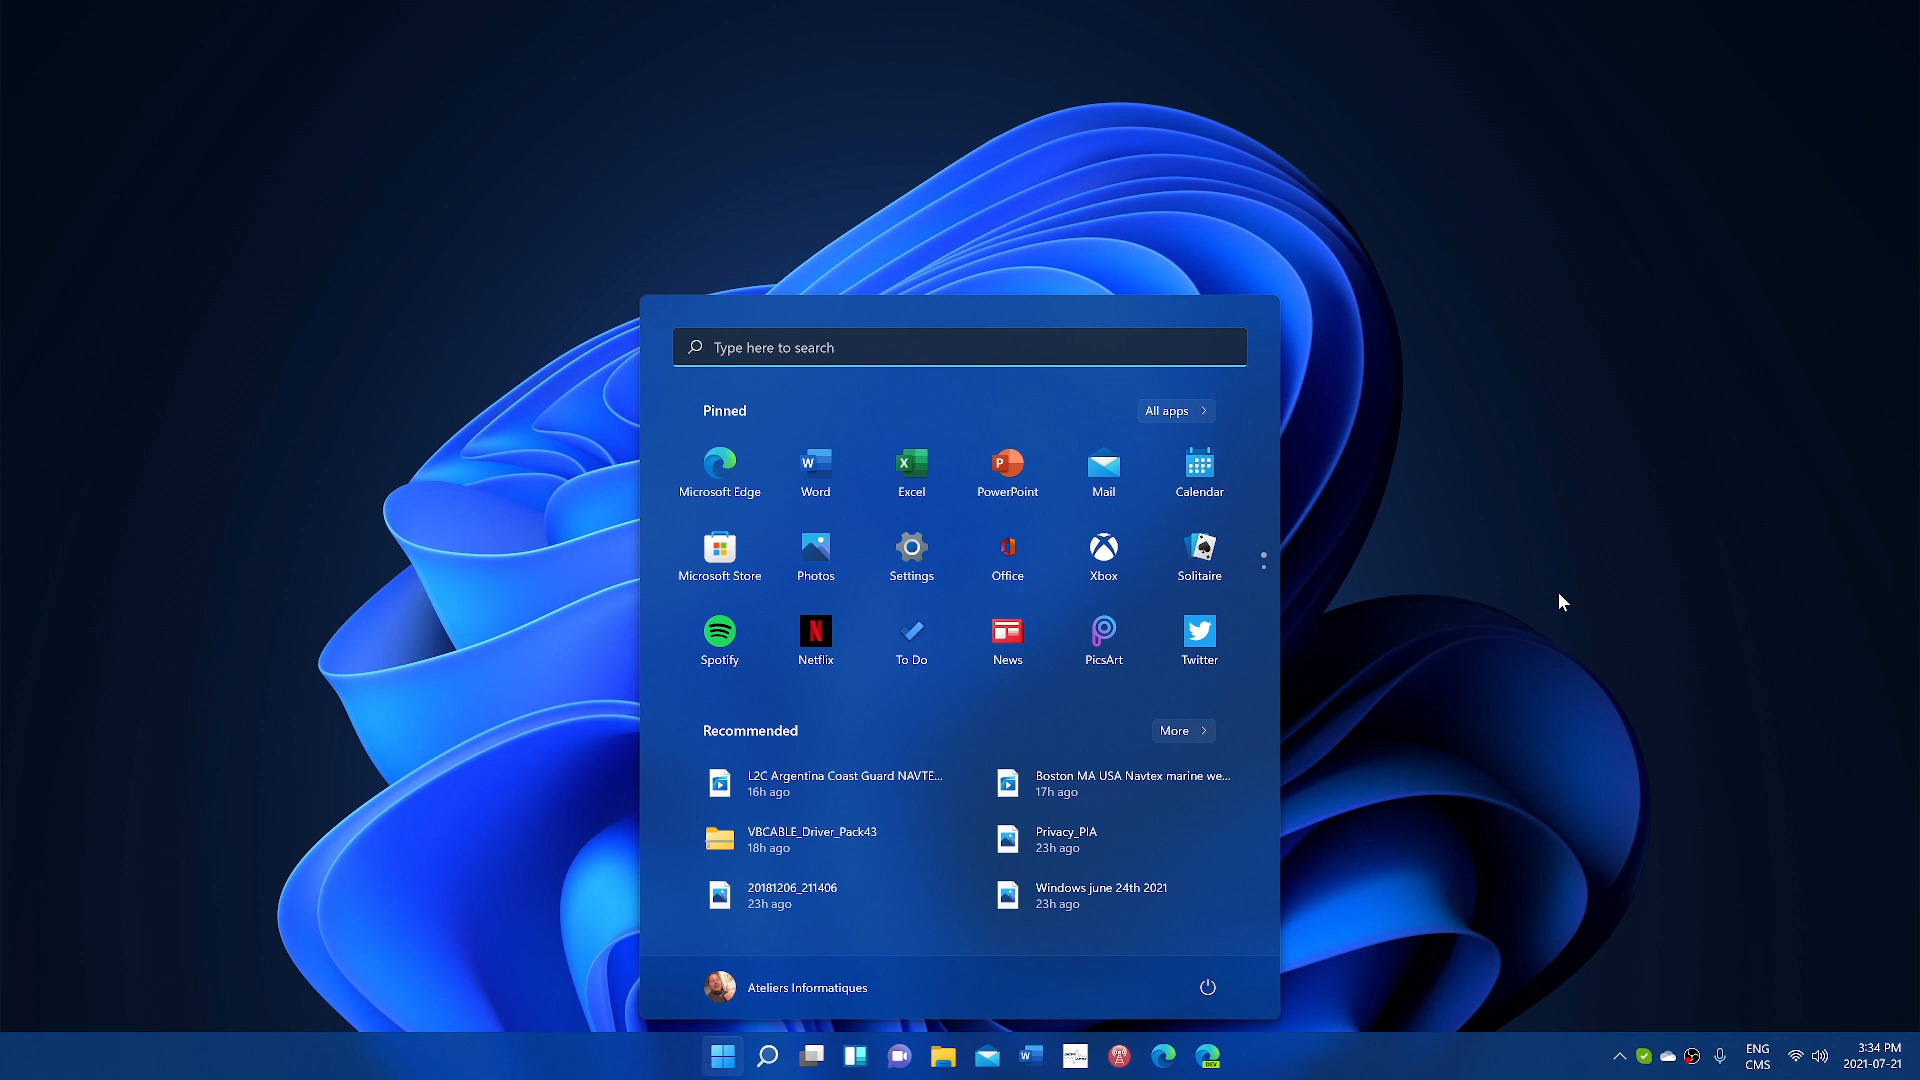 Type here to search
Pinned
All apps
Microsoft Edge
Word
Excel
PowerPoint
Mail
Calendar
Microsoft Store
Photos
Settings
Office
Xbox
Solitaire
Spotify
Netflix
To Do
News
PicsArt
Twitter
Recommended
More
L2C Argentina Coast Guard NAVTE...
16h ago
Boston MA USA Navtex marine we...
17h ago
VBCABLE_Driver_Pack43
18h ago
Privacy_PIA
23h ago
20181206_211406
23h ago
Windows june 24th 2021
23h ago
Ateliers Informatiques
DEV
ENG
CMS
3:34 PM
2021-07-21